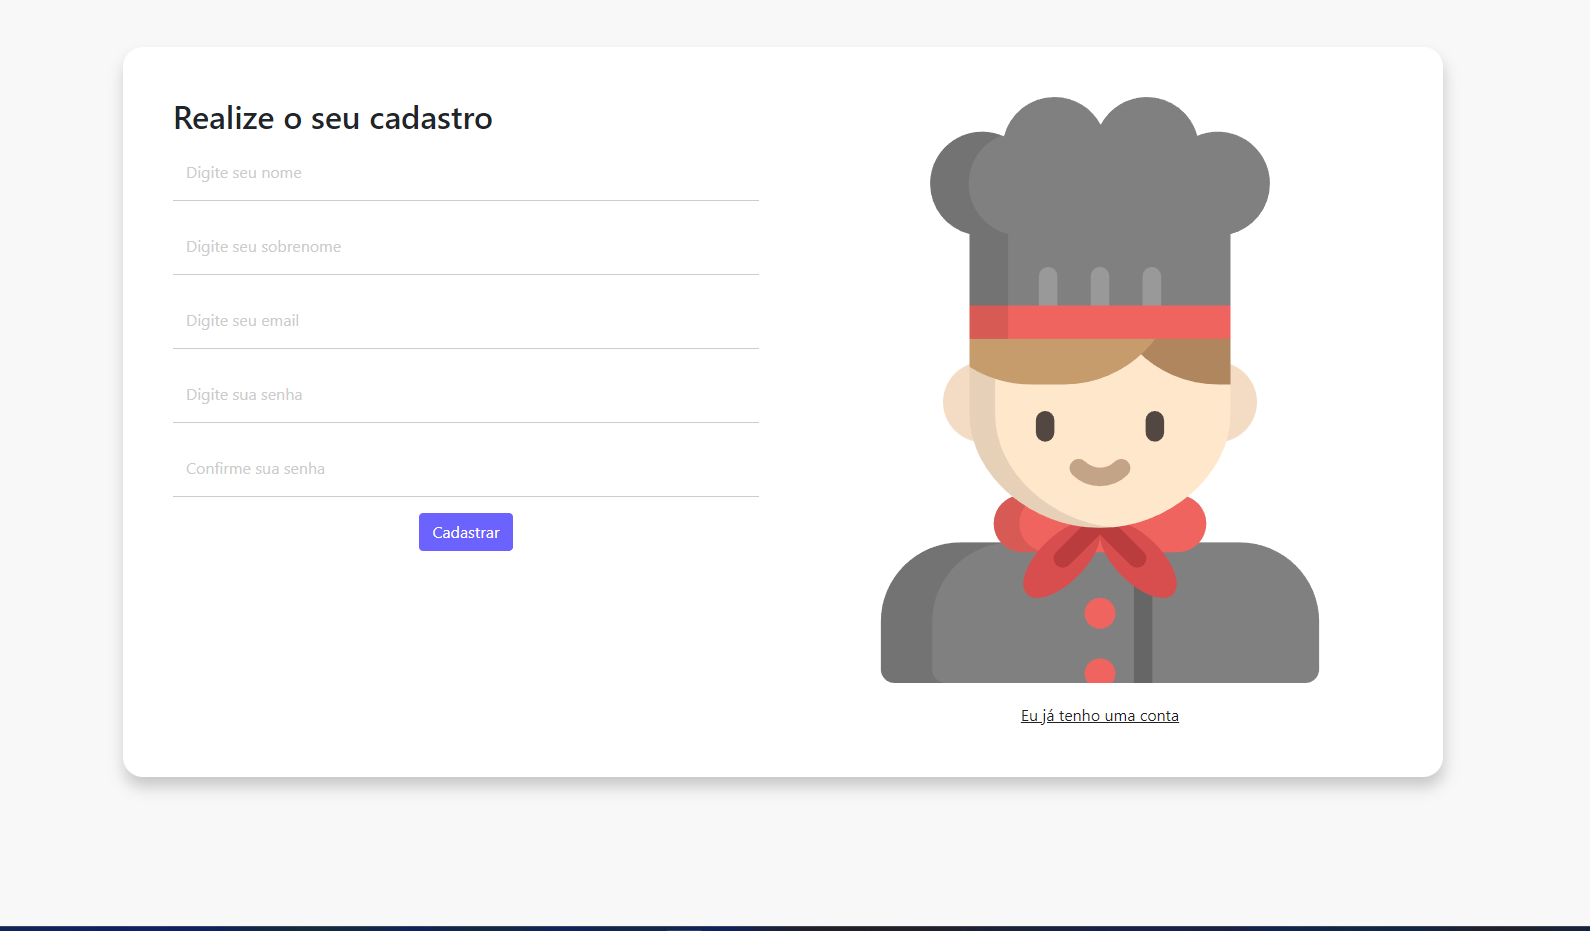 Realize o seu cadastro
Digite seu nome
Digite seu sobrenome
Digite seu email
Digite sua senha
Confirme sua senha
Cadastrar
Eu já tenho uma conta